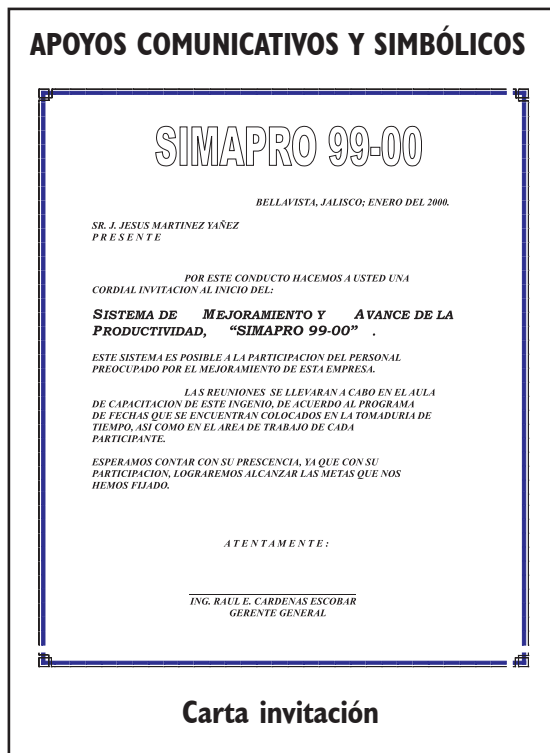 APOYOS COMUNICATIVOS Y SIMBÓLICOS
SIMAPRO 99-00
BELLAVISTA, JALISCO; ENERO DEL 2000.
SR. J. JESUS MARTINEZ YAÑEZ
P R E S E N T E
POR ESTE CONDUCTO HACEMOS A USTED UNA
CORDIAL INVITACION AL INICIO DEL:
SISTEMA DE MEJORAMIENTO Y AVANCE DE LA
PRODUCTIVIDAD, “SIMAPRO 99-00” .
ESTE SISTEMA ES POSIBLE A LA PARTICIPACION DEL PERSONAL
PREOCUPADO POR EL MEJORAMIENTO DE ESTA EMPRESA.
LA S REUNIONES SE LLEVARAN A CABO EN EL AULA
DE CAPACITACION DE ESTE INGENIO, DE ACUERDO AL PROGRAMA
DE FECHAS QUE SE ENCUENTRAN COLOCADOS EN LA TOMADURIA DE
TIEMPO, ASI COMO EN EL AREA DE TRABAJO DE CADA
PARTICIPANTE.
ESPERAMOS CONTAR CON SU PRESCENCIA, YA QUE CON SU
PARTICIPACION, LOGRAREMOS ALCANZAR LAS METAS QUE NOS
HEMOS FIJADO.
A T E N T A M E N T E :
ING. RAUL E. CARDENAS ESCOBAR
GERENTE GENERAL
Carta invitación